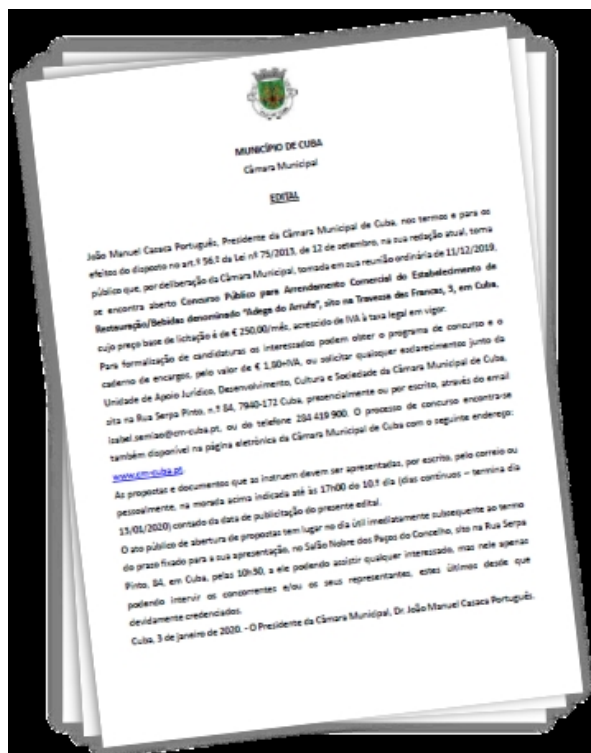 MUNICÍPIO DE CUBA
Câmara Municipal
EDITAL
João Manuel Casaca Português, Presidente da Câmara Municipal de Cuba, nos termos e para os
efeitos do disposto no art.º 56.º da Lei nº 75/2013, de 12 de setembro, na sua redação atual, torna
público que, por deliberação da Câmara Municipal, tomada em sua reunião ordinária de 11/12/2019,
se encontra aberto Concurso Público para Arrendamento Comercial do Estabelecimento de
Restauração/Bebidas denominado "Adega do Arrufa", sito na Travessa das Francas, 5, em Cuba,
cujo preço base de licitação é de € 250,00/mês, acrescido de IVA à taxa legal em vigor.
Para formalização de candidaturas os interessados podem obter o programa de concurso e o
caderno de encargos, pelo valor de € 1,80+IVA, ou solicitar quaisquer esclarecimentos junto da
Unidade de Apoio Jurídico, Desenvolvimento, Cultura e Sociedade da Câmara Municipal de Cuba,
sita na Rua Serpa Pinto, n.º 84, 7940-172 Cuba, presencialmente ou por escrito, através do email
isabel.semiao@cm-cuba.pt, ou do telefone 284 419 900. O processo de concurso encontra-se
também disponível na página eletrónica da Câmara Municipal de Cuba com o seguinte endereço:
www.cm-cuba.pt.
As propostas e documentos que as instruem devem ser apresentadas, por escrito, pelo correio ou
pessoalmente, na morada acima indicada até às 17h00 do 10.º dia (dias contínuos – termina dia
13/01/2020) contado da data de publicitação do presente edital.
O ato público de abertura de propostas tem lugar no dia útil imediatamente subsequente ao termo
do prazo fixado para a sua apresentação, no Salão Nobre dos Paços do Concelho, sito na Rua Serpa
Pinto, 84, em Cuba, pelas 10h30, a ele podendo assistir qualquer interessado, mas nele apenas
podendo intervir os concorrentes e/ou os seus representantes, estes últimos desde que
devidamente credenciados.
Cuba, 3 de janeiro de 2020. - O Presidente da Câmara Municipal, Dr. João Manuel Casaca Português.